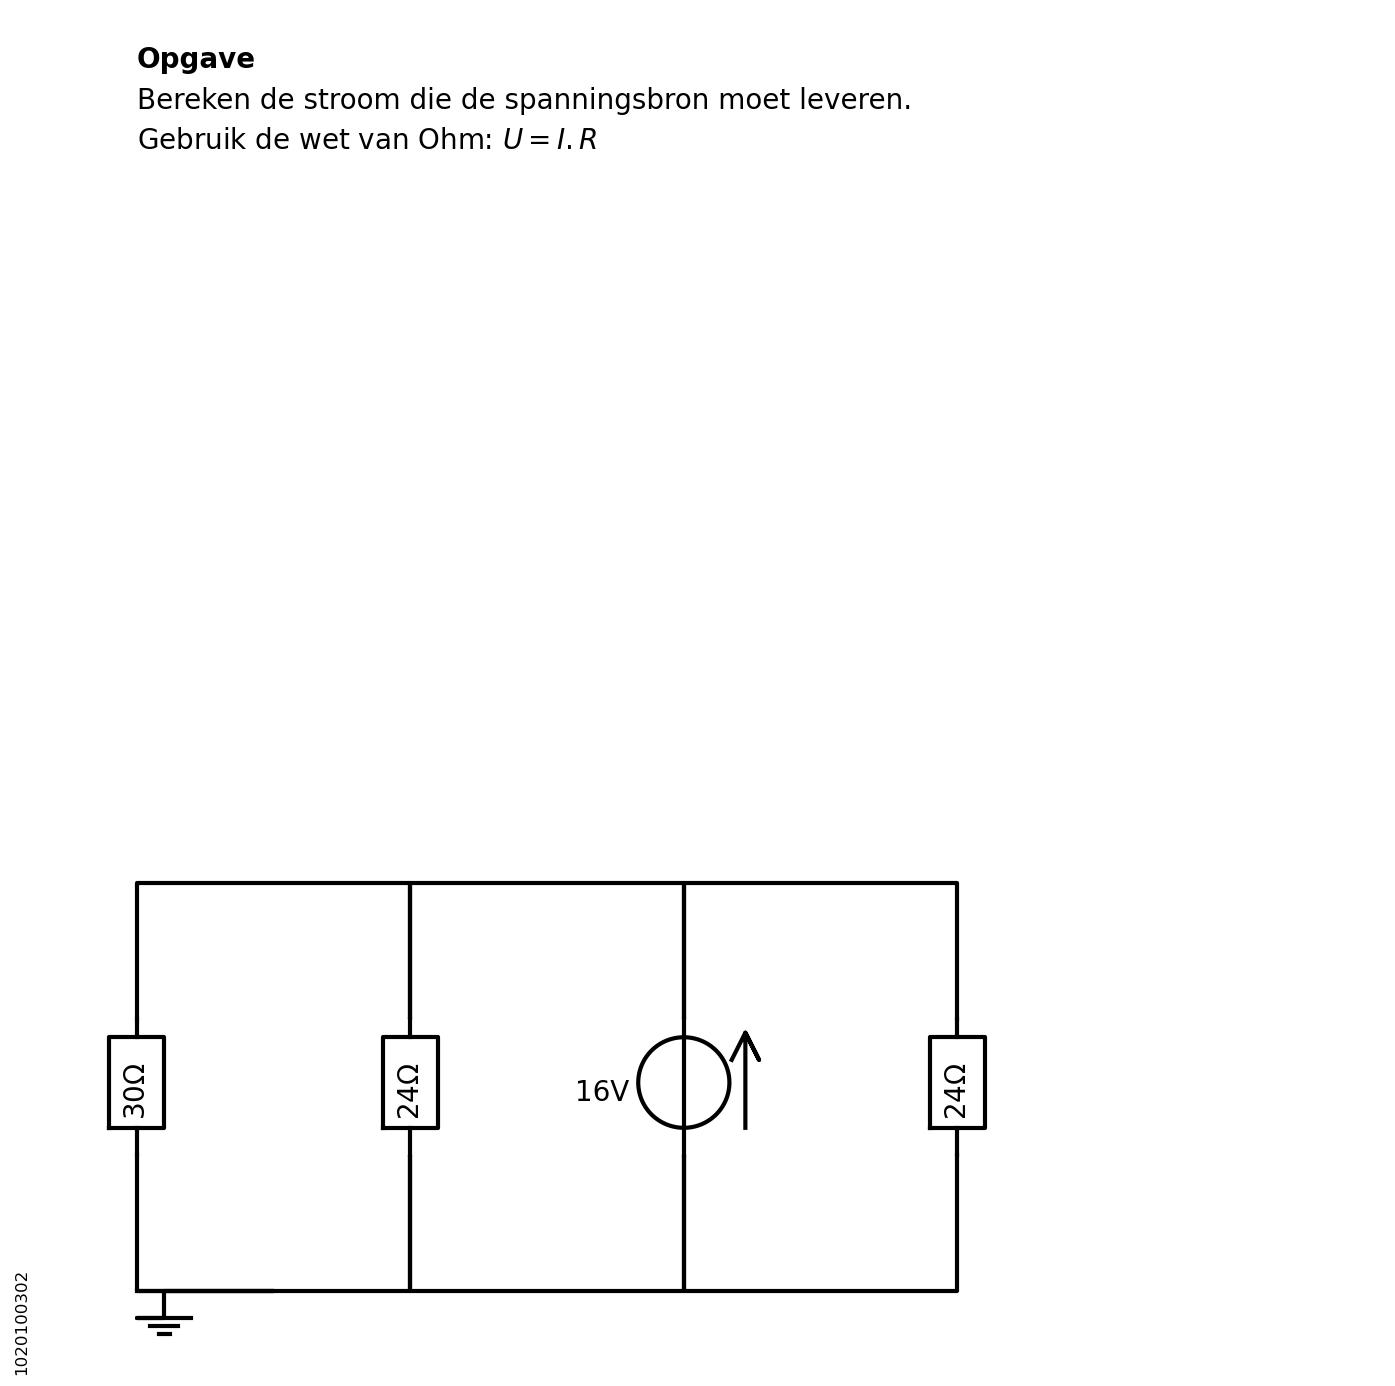 Opgave
Bereken de stroom die de spanningsbron moet leveren.
Gebruik de wet van Ohm: U = I. R
30Ω
24Ω
16V
24Ω
1020100302